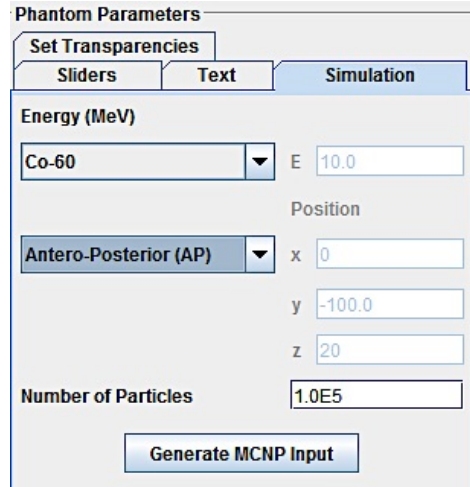 Phantom Parameters
Set Transparencies
Sliders Text Simulation
Energy (MeV)
Co-60 E 10.0
Position
Antero-Posterior (AP) x 0
y -100.0
z 20
Number of Particles 1.0E5
Generate MCNP Input